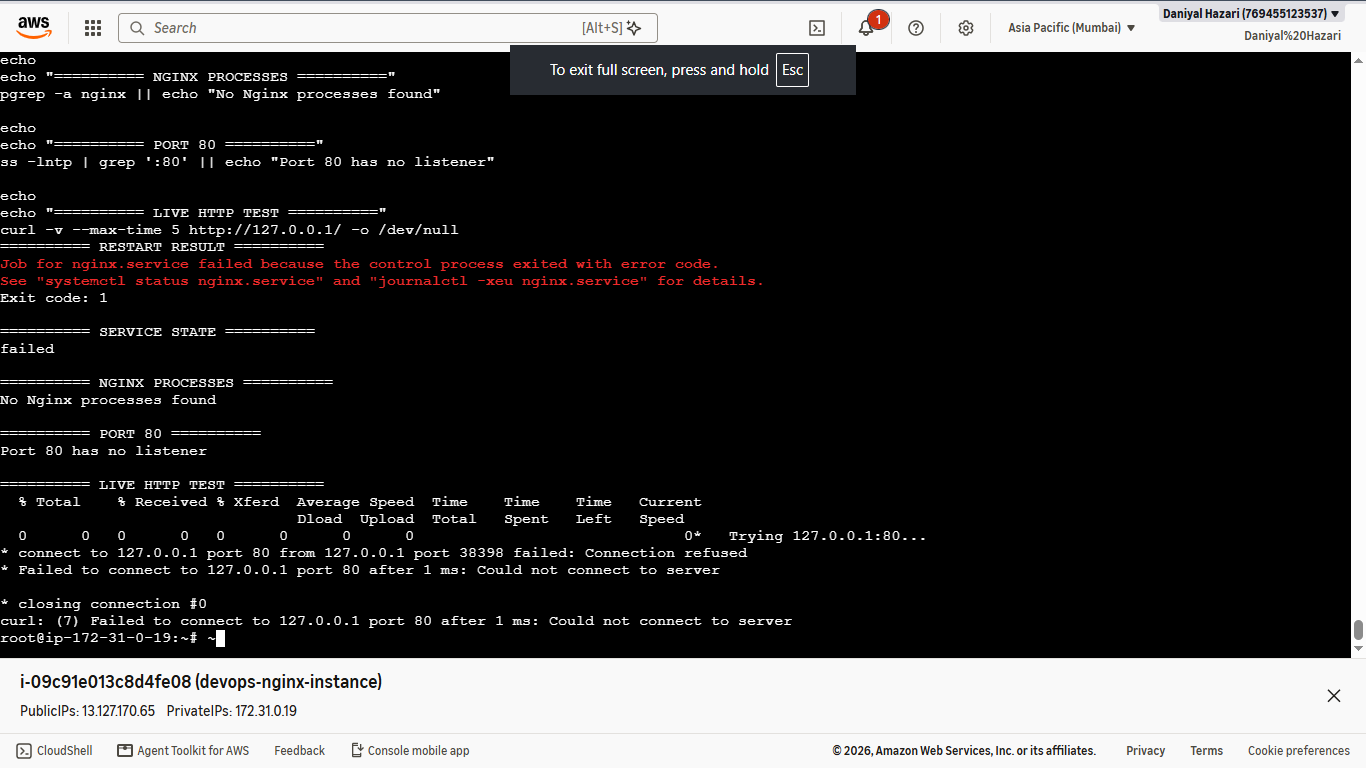 aws
Search
[Alt+S]
1
Asia Pacific (Mumbai)
Daniyal Hazari (769455123537)
Daniyal%20Hazari
To exit full screen, press and hold Esc
echo
echo "========== NGINX PROCESSES =========="
pgrep -a nginx || echo "No Nginx processes found"
echo
echo "========== PORT 80 =========="
ss -lntp | grep ':80' || echo "Port 80 has no listener"
echo
echo "========== LIVE HTTP TEST =========="
curl -v --max-time 5 http://127.0.0.1/ -o /dev/null
========== RESTART RESULT ==========
Job for nginx.service failed because the control process exited with error code.
See "systemctl status nginx.service" and "journalctl -xeu nginx.service" for details.
Exit code: 1
========== SERVICE STATE ==========
failed
========== NGINX PROCESSES ==========
No Nginx processes found
========== PORT 80 ==========
Port 80 has no listener
========== LIVE HTTP TEST ==========
  % Total    % Received % Xferd  Average Speed  Time    Time    Time   Current
                                 Dload  Upload  Total   Spent   Left   Speed
  0      0   0      0   0      0      0      0                              0*   Trying 127.0.0.1:80...
* connect to 127.0.0.1 port 80 from 127.0.0.1 port 38398 failed: Connection refused
* Failed to connect to 127.0.0.1 port 80 after 1 ms: Could not connect to server
* closing connection #0
curl: (7) Failed to connect to 127.0.0.1 port 80 after 1 ms: Could not connect to server
root@ip-172-31-0-19:~# ~
i-09c91e013c8d4fe08 (devops-nginx-instance)
PublicIPs: 13.127.170.65 PrivateIPs: 172.31.0.19
CloudShell
Agent Toolkit for AWS
Feedback
Console mobile app
© 2026, Amazon Web Services, Inc. or its affiliates.
Privacy
Terms
Cookie preferences